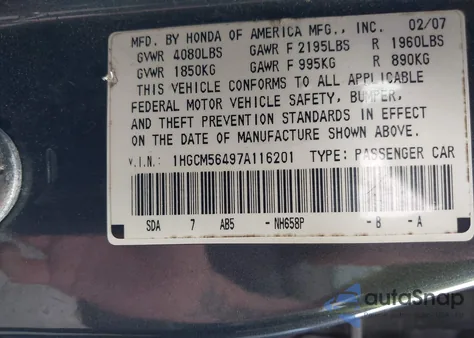 MFD. BY HONDA OF AMERICA MFG., INC. 02/07
GVWR 4080LBS GAWR F 2195LBS R 1960LBS
GVWR 1850KG GAWR F 995KG R 890KG
THIS VEHICLE CONFORMS TO ALL APPLICABLE
FEDERAL MOTOR VEHICLE SAFETY, BUMPER,
AND THEFT PREVENTION STANDARDS IN EFFECT
ON THE DATE OF MANUFACTURE SHOWN ABOVE.
V.I.N.: 1HGCM56497A116201 TYPE: PASSENGER CAR
SDA 7 AB5 -NH658P -B -A
autoSnap